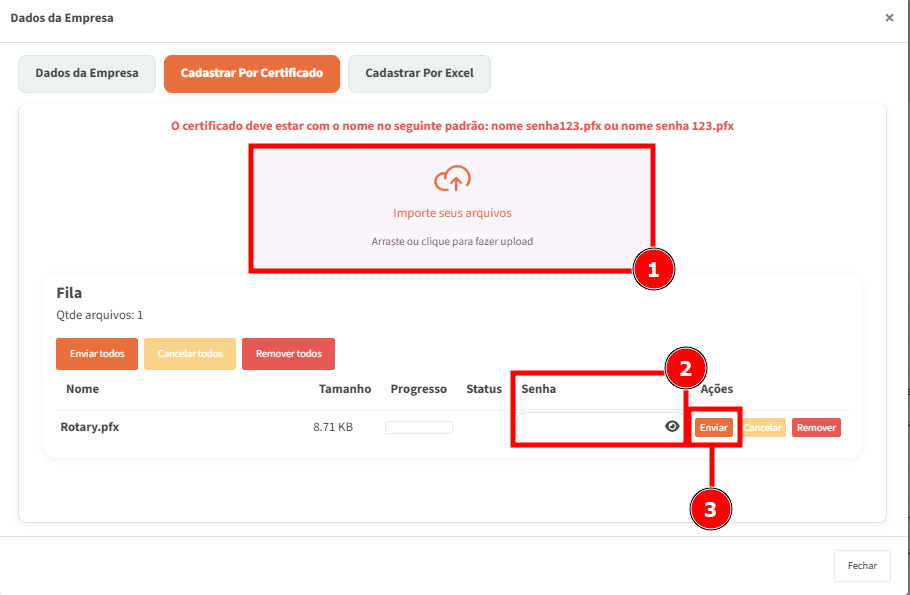 Dados da Empresa ×
Dados da Empresa Cadastrar Por Certificado Cadastrar Por Excel
O certificado deve estar com o nome no seguinte padrão: nome senha123.pfx ou nome senha 123.pfx
Importe seus arquivos
Arraste ou clique para fazer upload
1
Fila
Qtde arquivos: 1
Enviar todos Cancelar todos Remover todos
2
Nome Tamanho Progresso Status Senha Ações
Rotary.pfx 8.71 KB Enviar Cancelar Remover
3
Fechar